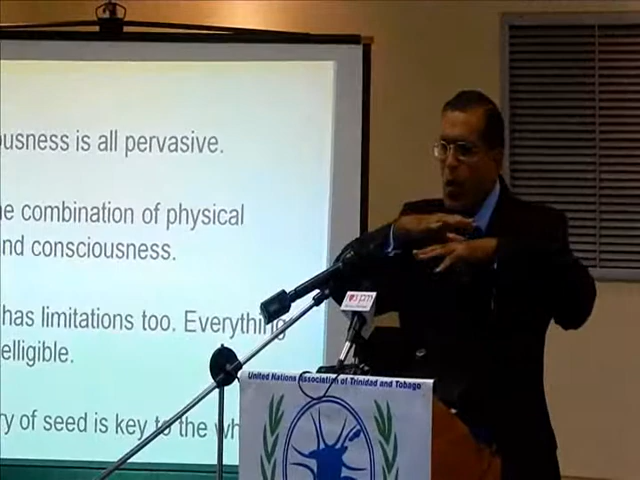 ousness is all pervasive.
e combination of physical
nd consciousness.
has limitations too. Everything
elligible.
ry of seed is key to the wh
United Nations Association of Trinidad and Tobago